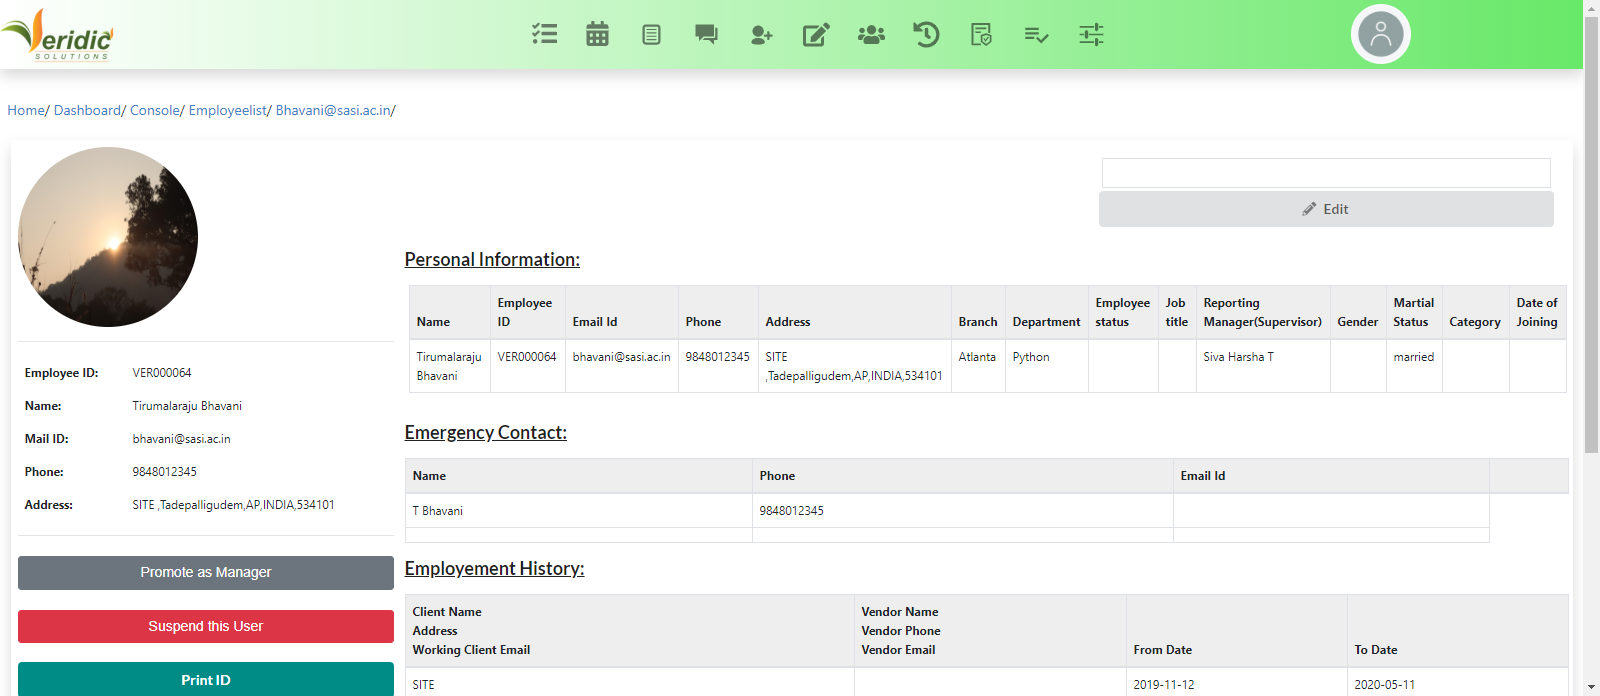 Veridic
SOLUTIONS
Home/ Dashboard/ Console/ Employeelist/ Bhavani@sasi.ac.in/
Edit
Employee ID: VER000064
Name: Tirumalaraju Bhavani
Mail ID: bhavani@sasi.ac.in
Phone: 9848012345
Address: SITE ,Tadepalligudem,AP,INDIA,534101
Promote as Manager
Suspend this User
Print ID
Personal Information:
Name Employee ID Email Id Phone Address Branch Department Employee status Job title Reporting Manager(Supervisor) Gender Martial Status Category Date of Joining
Tirumalaraju Bhavani VER000064 bhavani@sasi.ac.in 9848012345 SITE ,Tadepalligudem,AP,INDIA,534101 Atlanta Python Siva Harsha T married
Emergency Contact:
Name Phone Email Id
T Bhavani 9848012345
Employement History:
Client Name Vendor Name
Address Vendor Phone
Working Client Email Vendor Email From Date To Date
SITE 2019-11-12 2020-05-11